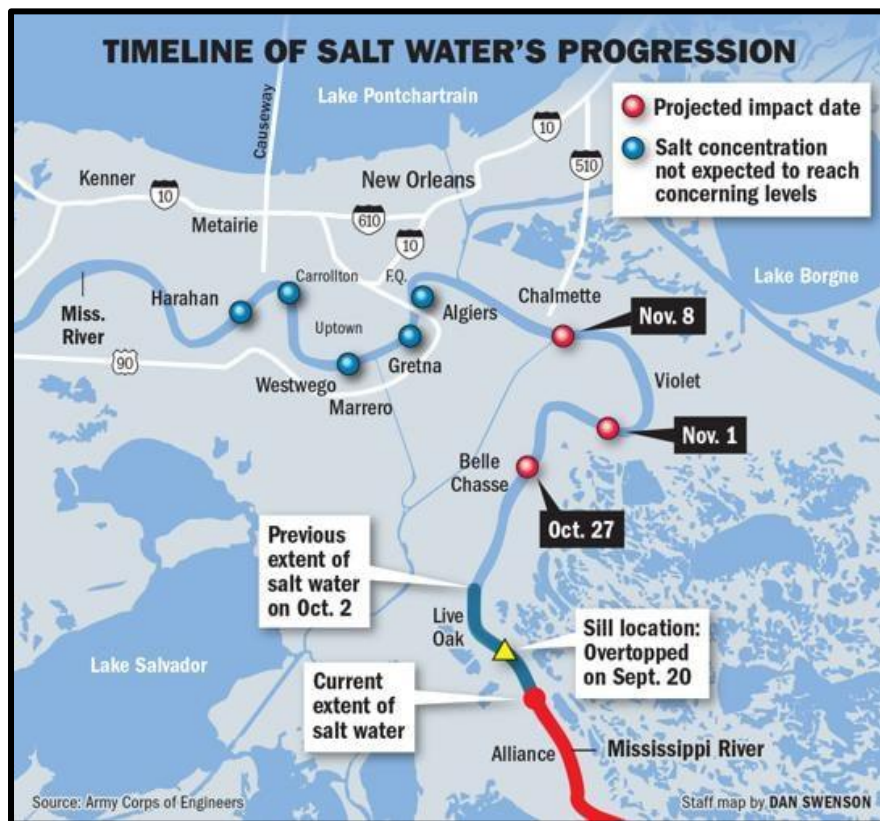 TIMELINE OF SALT WATER'S PROGRESSION
Lake Pontchartrain
Causeway
Projected impact date
Salt concentration
not expected to reach
concerning levels
10
510
Kenner
10
New Orleans
Metairie
610
10
Lake Borgne
Carrollton
F.Q.
Harahan
Algiers
Chalmette
Miss.
River
Nov. 8
Uptown
90
Gretna
Westwego
Marrero
Violet
Nov. 1
Belle
Chasse
Oct. 27
Previous
extent of
salt water
on Oct. 2
Live
Oak
Sill location:
Overtopped
on Sept. 20
Lake Salvador
Current
extent of
salt water
Alliance
Mississippi River
Source: Army Corps of Engineers
Staff map by DAN SWENSON